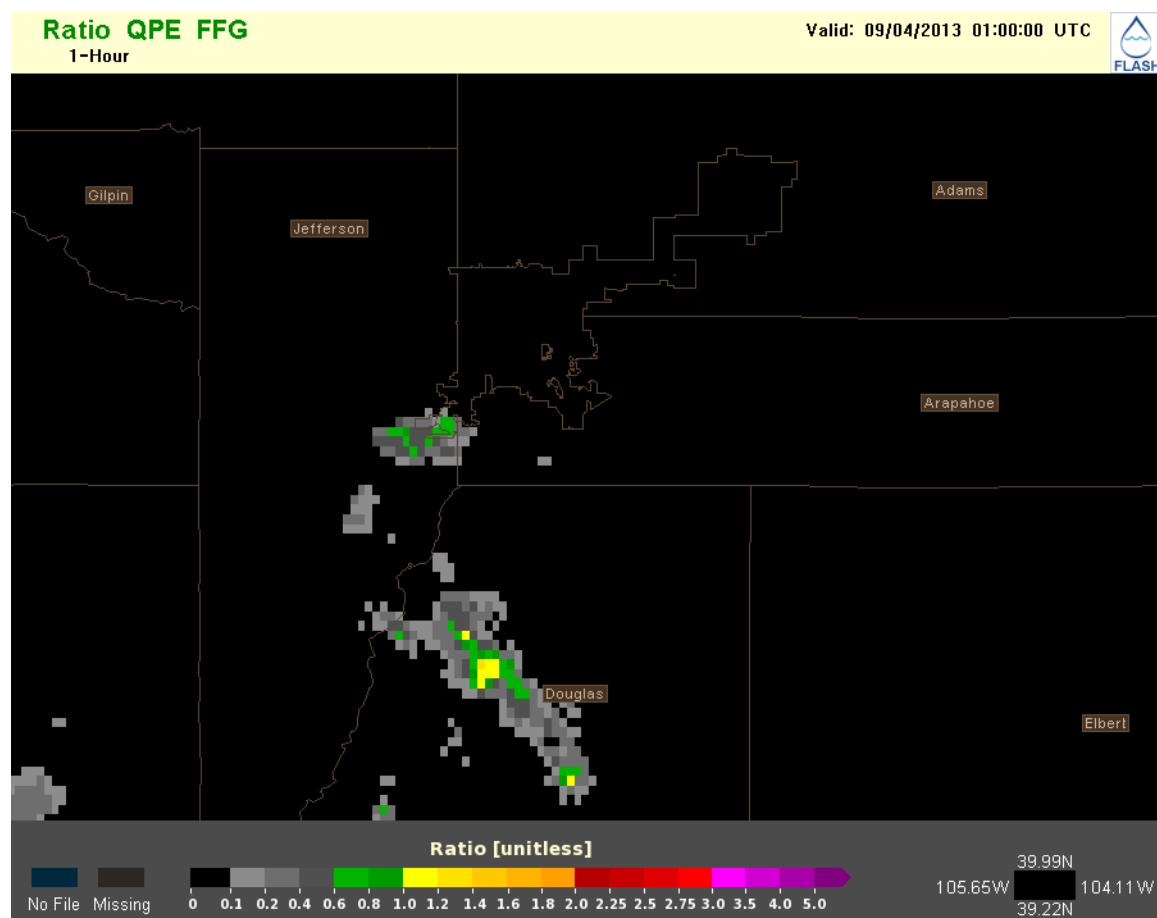 Ratio QPE FFG
1-Hour
Valid: 09/04/2013 01:00:00 UTC
FLASH
Gilpin
Adams
Jefferson
Arapahoe
Douglas
Elbert
Ratio [unitless]
No File Missing
0 0.1 0.2 0.4 0.6 0.8 1.0 1.2 1.4 1.6 1.8 2.0 2.25 2.5 2.75 3.0 3.5 4.0 5.0
39.99N
105.65W 104.11W
39.22N